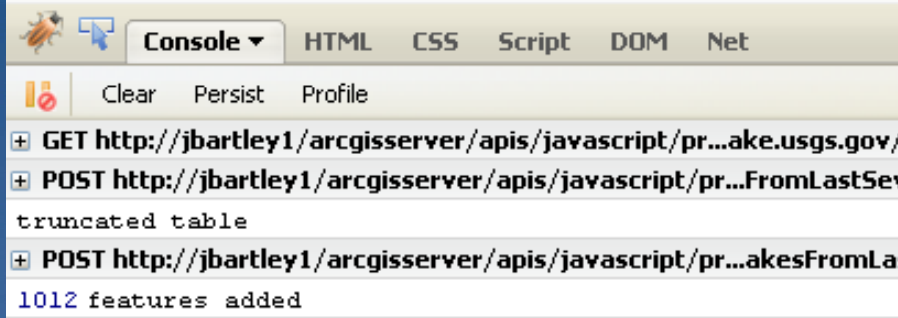 Console HTML CSS Script DOM Net
Clear Persist Profile
GET http://jbartley1/arcgisserver/apis/javascript/pr...ake.usgs.gov/
POST http://jbartley1/arcgisserver/apis/javascript/pr...FromLastSev
truncated table
POST http://jbartley1/arcgisserver/apis/javascript/pr...akesFromLas
1012 features added